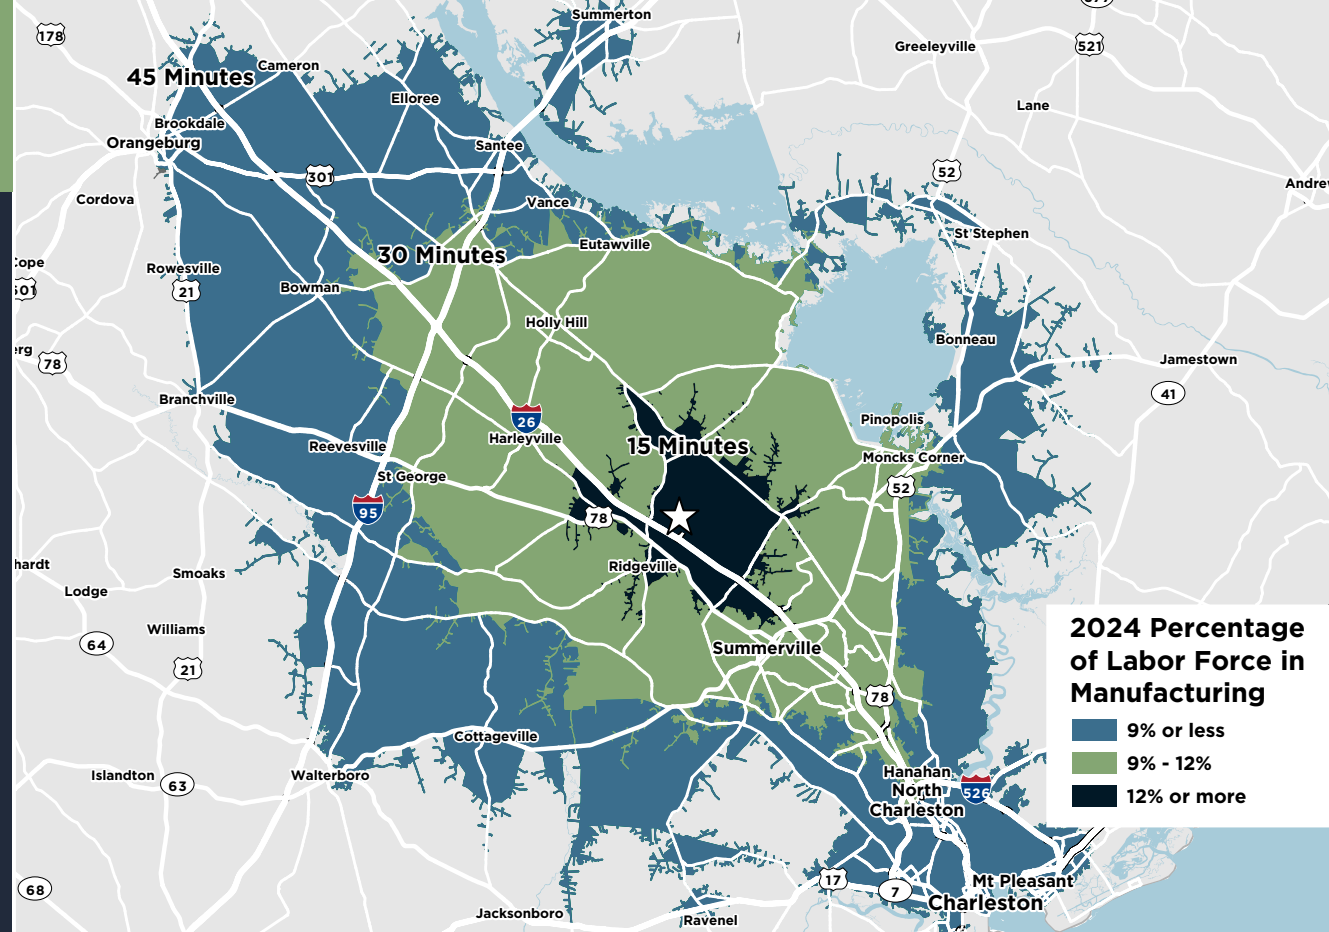 Summerton
178
Greeleyville
521
45 Minutes
Cameron
Elloree
Lane
Brookdale
Orangeburg
Santee
301
52
Andre
Cordova
Vance
St Stephen
Eutawville
30 Minutes
Rowesville
21
Bowman
Holly Hill
Bonneau
78
Jamestown
41
Branchville
26
Pinopolis
Harleyville
Reevesville
15 Minutes
Moncks Corner
St George
52
95
78
hardt
Ridgeville
Smoaks
Lodge
Williams
64
21
Summerville
78
2024 Percentage
of Labor Force in
Manufacturing
9% or less
9% - 12%
12% or more
Cottageville
Islandton
63
Walterboro
Hanahan
North
Charleston
526
17
7
Mt Pleasant
68
Charleston
Jacksonboro
Ravenel